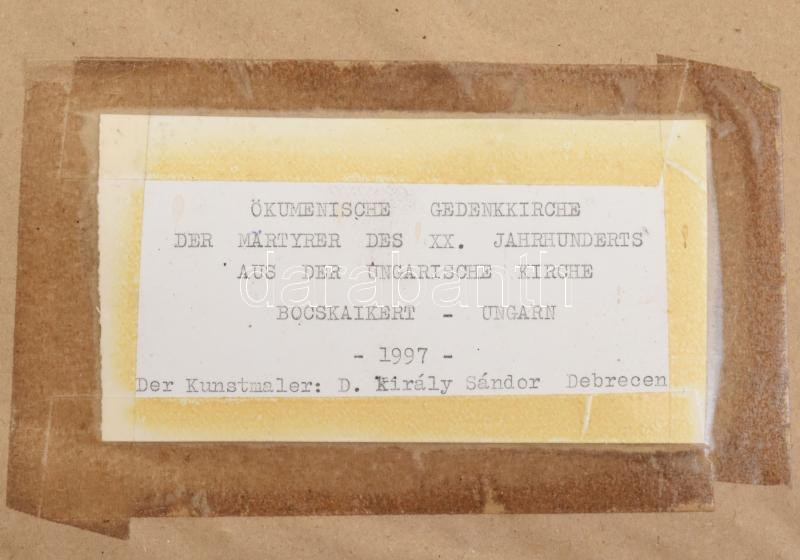 ÖKUMENISCHE GEDENKKIRCHE
DER MÄRTYRER DES XX. JAHRHUNDERTS
AUS DER UNGARISCHE KIRCHE
darabanth
BOCSKAIKERT - UNGARN
- 1997 -
Der Kunstmaler: D. Király Sándor Debrecen